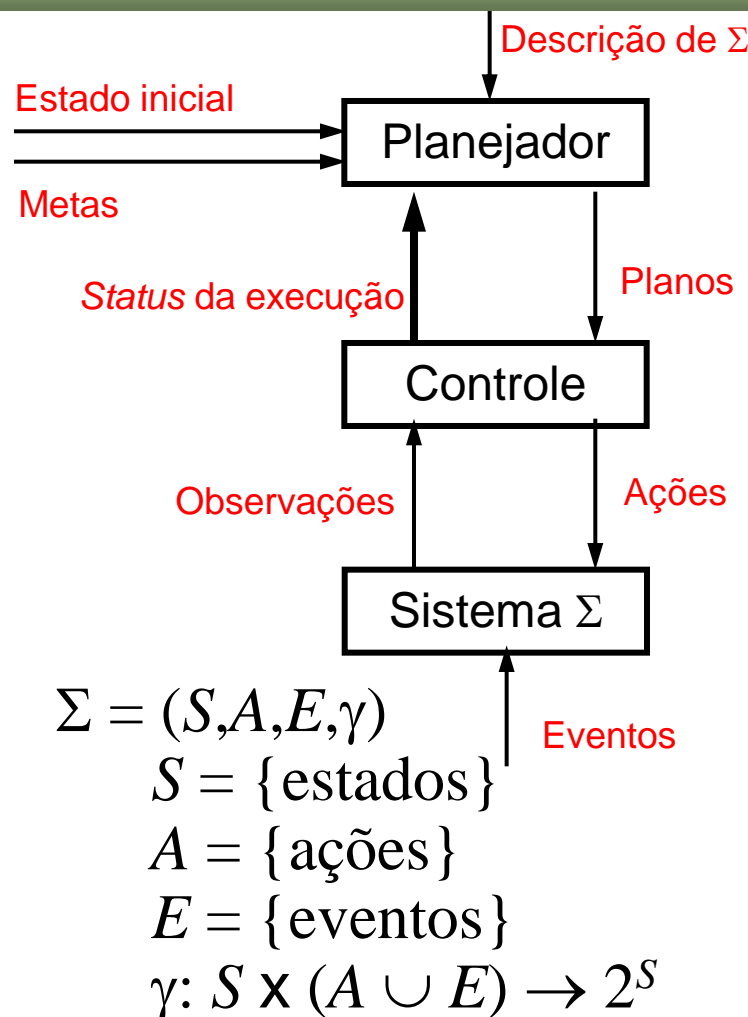 Descrição de Σ
Estado inicial
Planejador
Metas
Status da execução
Planos
Controle
Observações
Ações
Sistema Σ
Σ = (S,A,E,γ)
Eventos
S = {estados}
A = {ações}
E = {eventos}
γ: S x (A ∪ E) → 2^S